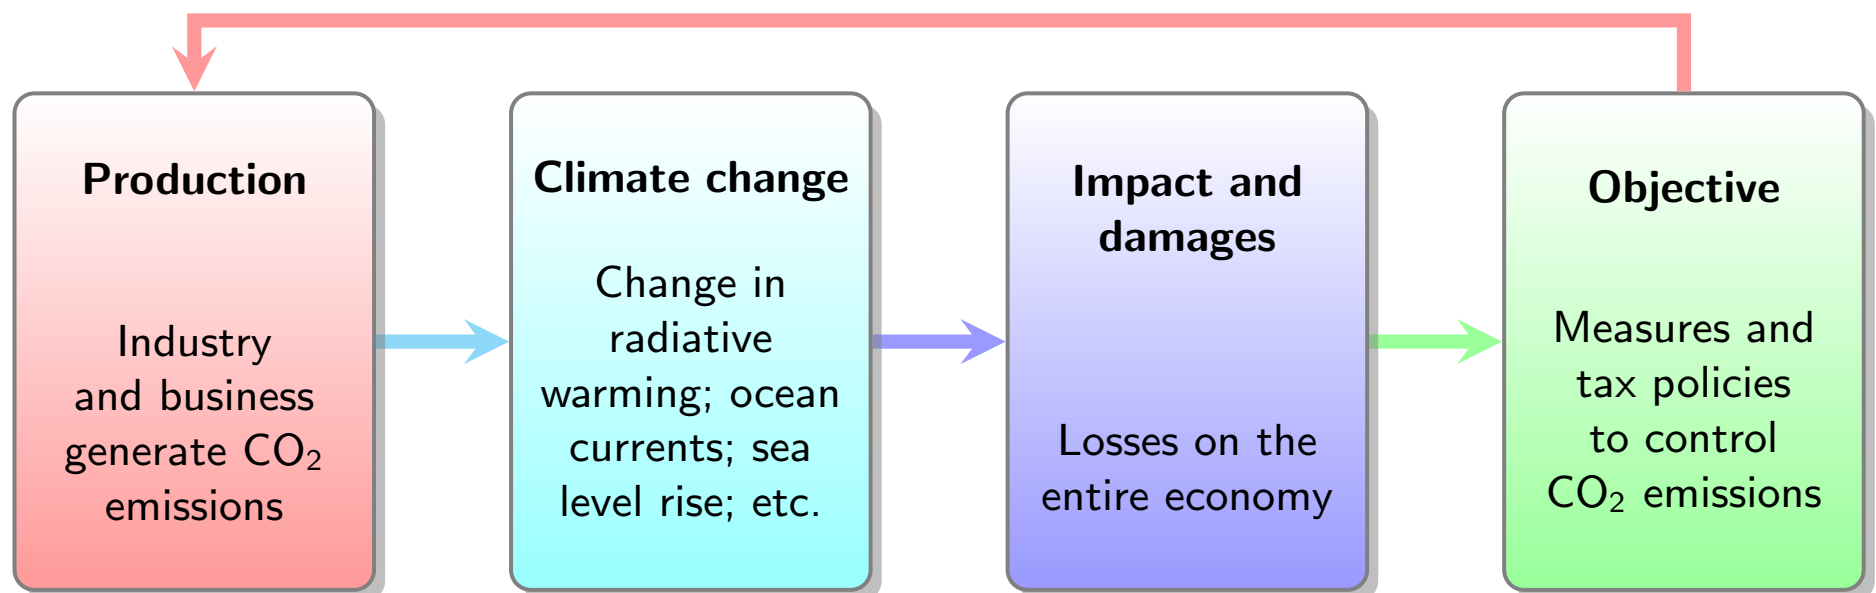 Production
Industry
and business
generate CO₂
emissions
Climate change
Change in
radiative
warming; ocean
currents; sea
level rise; etc.
Impact and
damages
Losses on the
entire economy
Objective
Measures and
tax policies
to control
CO₂ emissions